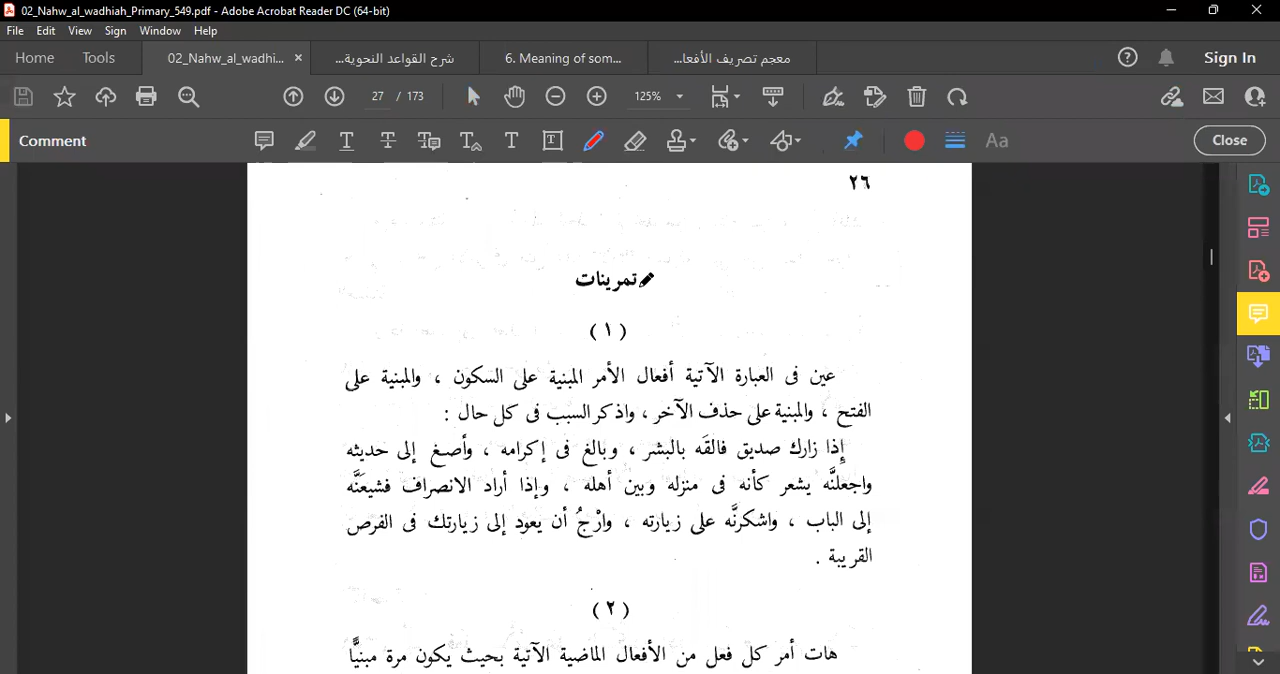 02_Nahw_al_wadhiah_Primary_549.pdf - Adobe Acrobat Reader DC (64-bit)
File Edit View Sign Window Help
Home Tools 02_Nahw_al_wadhi... × شرح القواعد النحوية... 6. Meaning of som... معجم تصريف الأفعا... Sign In
27 / 173 125%
Comment Close
٢٦
تمرينات
( ١ )
عين فى العبارة الآتية أفعال الأمر المبنية على السكون ، والمبنية على
الفتح ، والمبنية على حذف الآخر ، واذكر السبب فى كل حال :
إِذا زارك صديق فالقَه بالبشر ، وبالغ فى إكرامه ، وأصغ إلى حديثه
واجعلنَّه يشعر كأنه فى منزله وبين أهله ، وإذا أراد الانصراف فشيعَنَّه
إلى الباب ، واشكرنَّه على زيارته ، وارْجُ أن يعود إلى زيارتك فى الفرص
القريبة .
( ٢ )
هات أمر كل فعل من الأفعال الماضية الآتية بحيث يكون مرة مبنيًّا